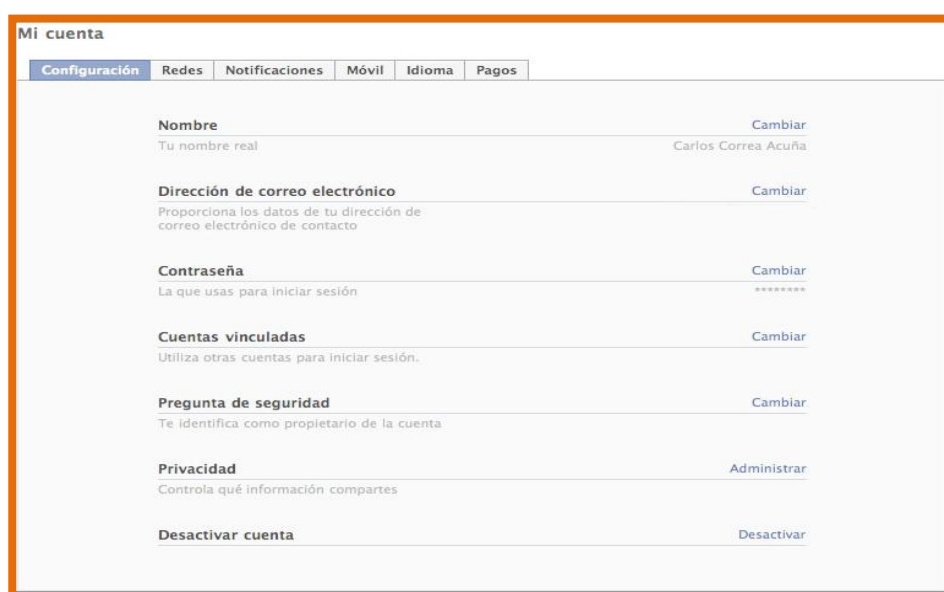 Mi cuenta
Configuración Redes Notificaciones Móvil Idioma Pagos
Nombre Cambiar
Tu nombre real Carlos Correa Acuña
Dirección de correo electrónico Cambiar
Proporciona los datos de tu dirección de
correo electrónico de contacto
Contraseña Cambiar
La que usas para iniciar sesión ********
Cuentas vinculadas Cambiar
Utiliza otras cuentas para iniciar sesión.
Pregunta de seguridad Cambiar
Te identifica como propietario de la cuenta
Privacidad Administrar
Controla qué información compartes
Desactivar cuenta Desactivar